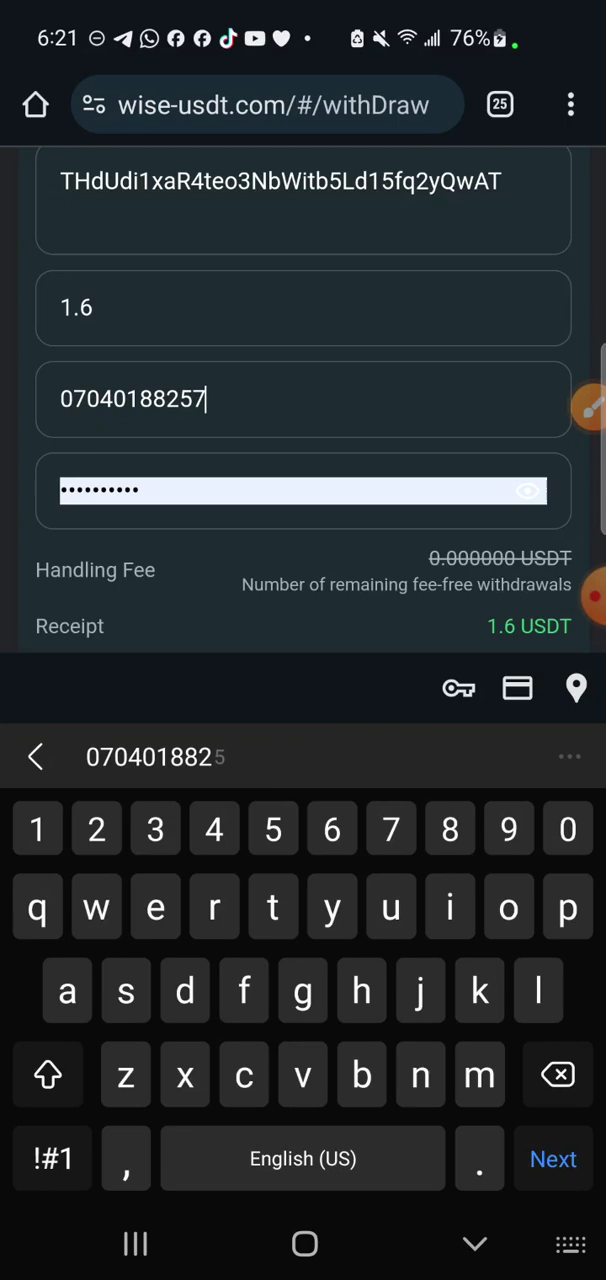 6:21
76%
wise-usdt.com/#/withDraw
25
THdUdi1xaR4teo3NbWitb5Ld15fq2yQwAT
1.6
07040188257
••••••••••
0.000000 USDT
Handling Fee
Number of remaining fee-free withdrawals
Receipt 1.6 USDT
0704018825
1 2 3 4 5 6 7 8 9 0
q w e r t y u i o p
a s d f g h j k l
z x c v b n m
!#1 , English (US) . Next